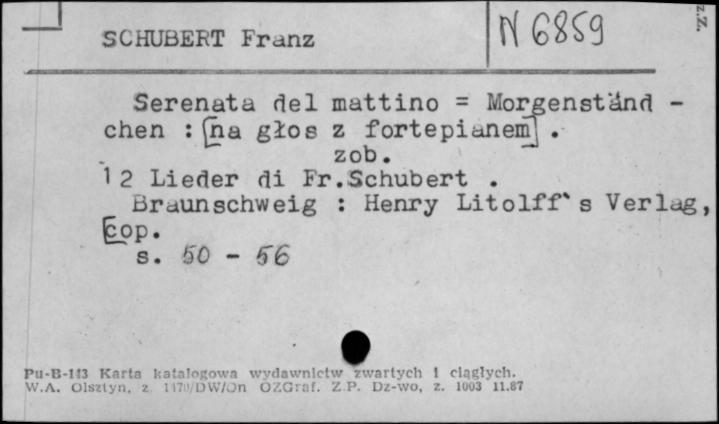 SCHUBERT Franz
N 6859
z.Z.
Serenata del mattino = Morgenständ -
chen : [na głos z fortepianem] .
zob.
12 Lieder di Fr.Schubert .
Braunschweig : Henry Litolff`s Verlag,
[cop.
s. 50 - 56
Pu-B-113 Karta katalogowa wydawnictw zwartych i ciągłych.
W.A. Olsztyn, z. 1170/DW/On OZGraf. Z.P. Dz-wo, z. 1003 11.87